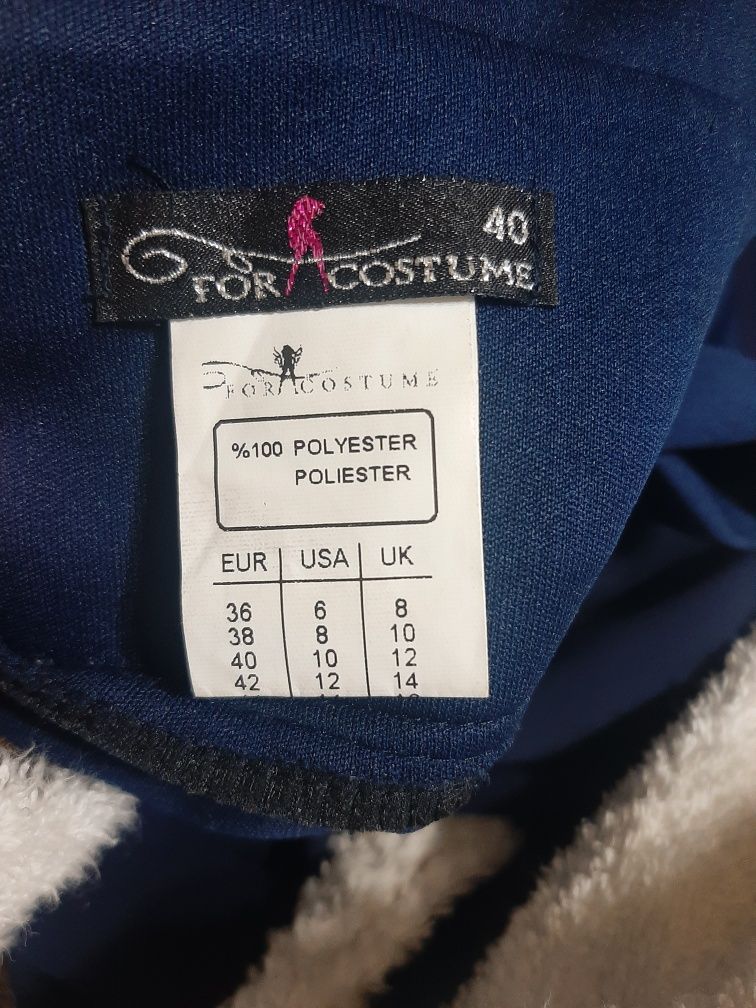 40
FOR COSTUME
FOR COSTUME
%100 POLYESTER
POLIESTER
EUR USA UK
36 6 8
38 8 10
40 10 12
42 12 14